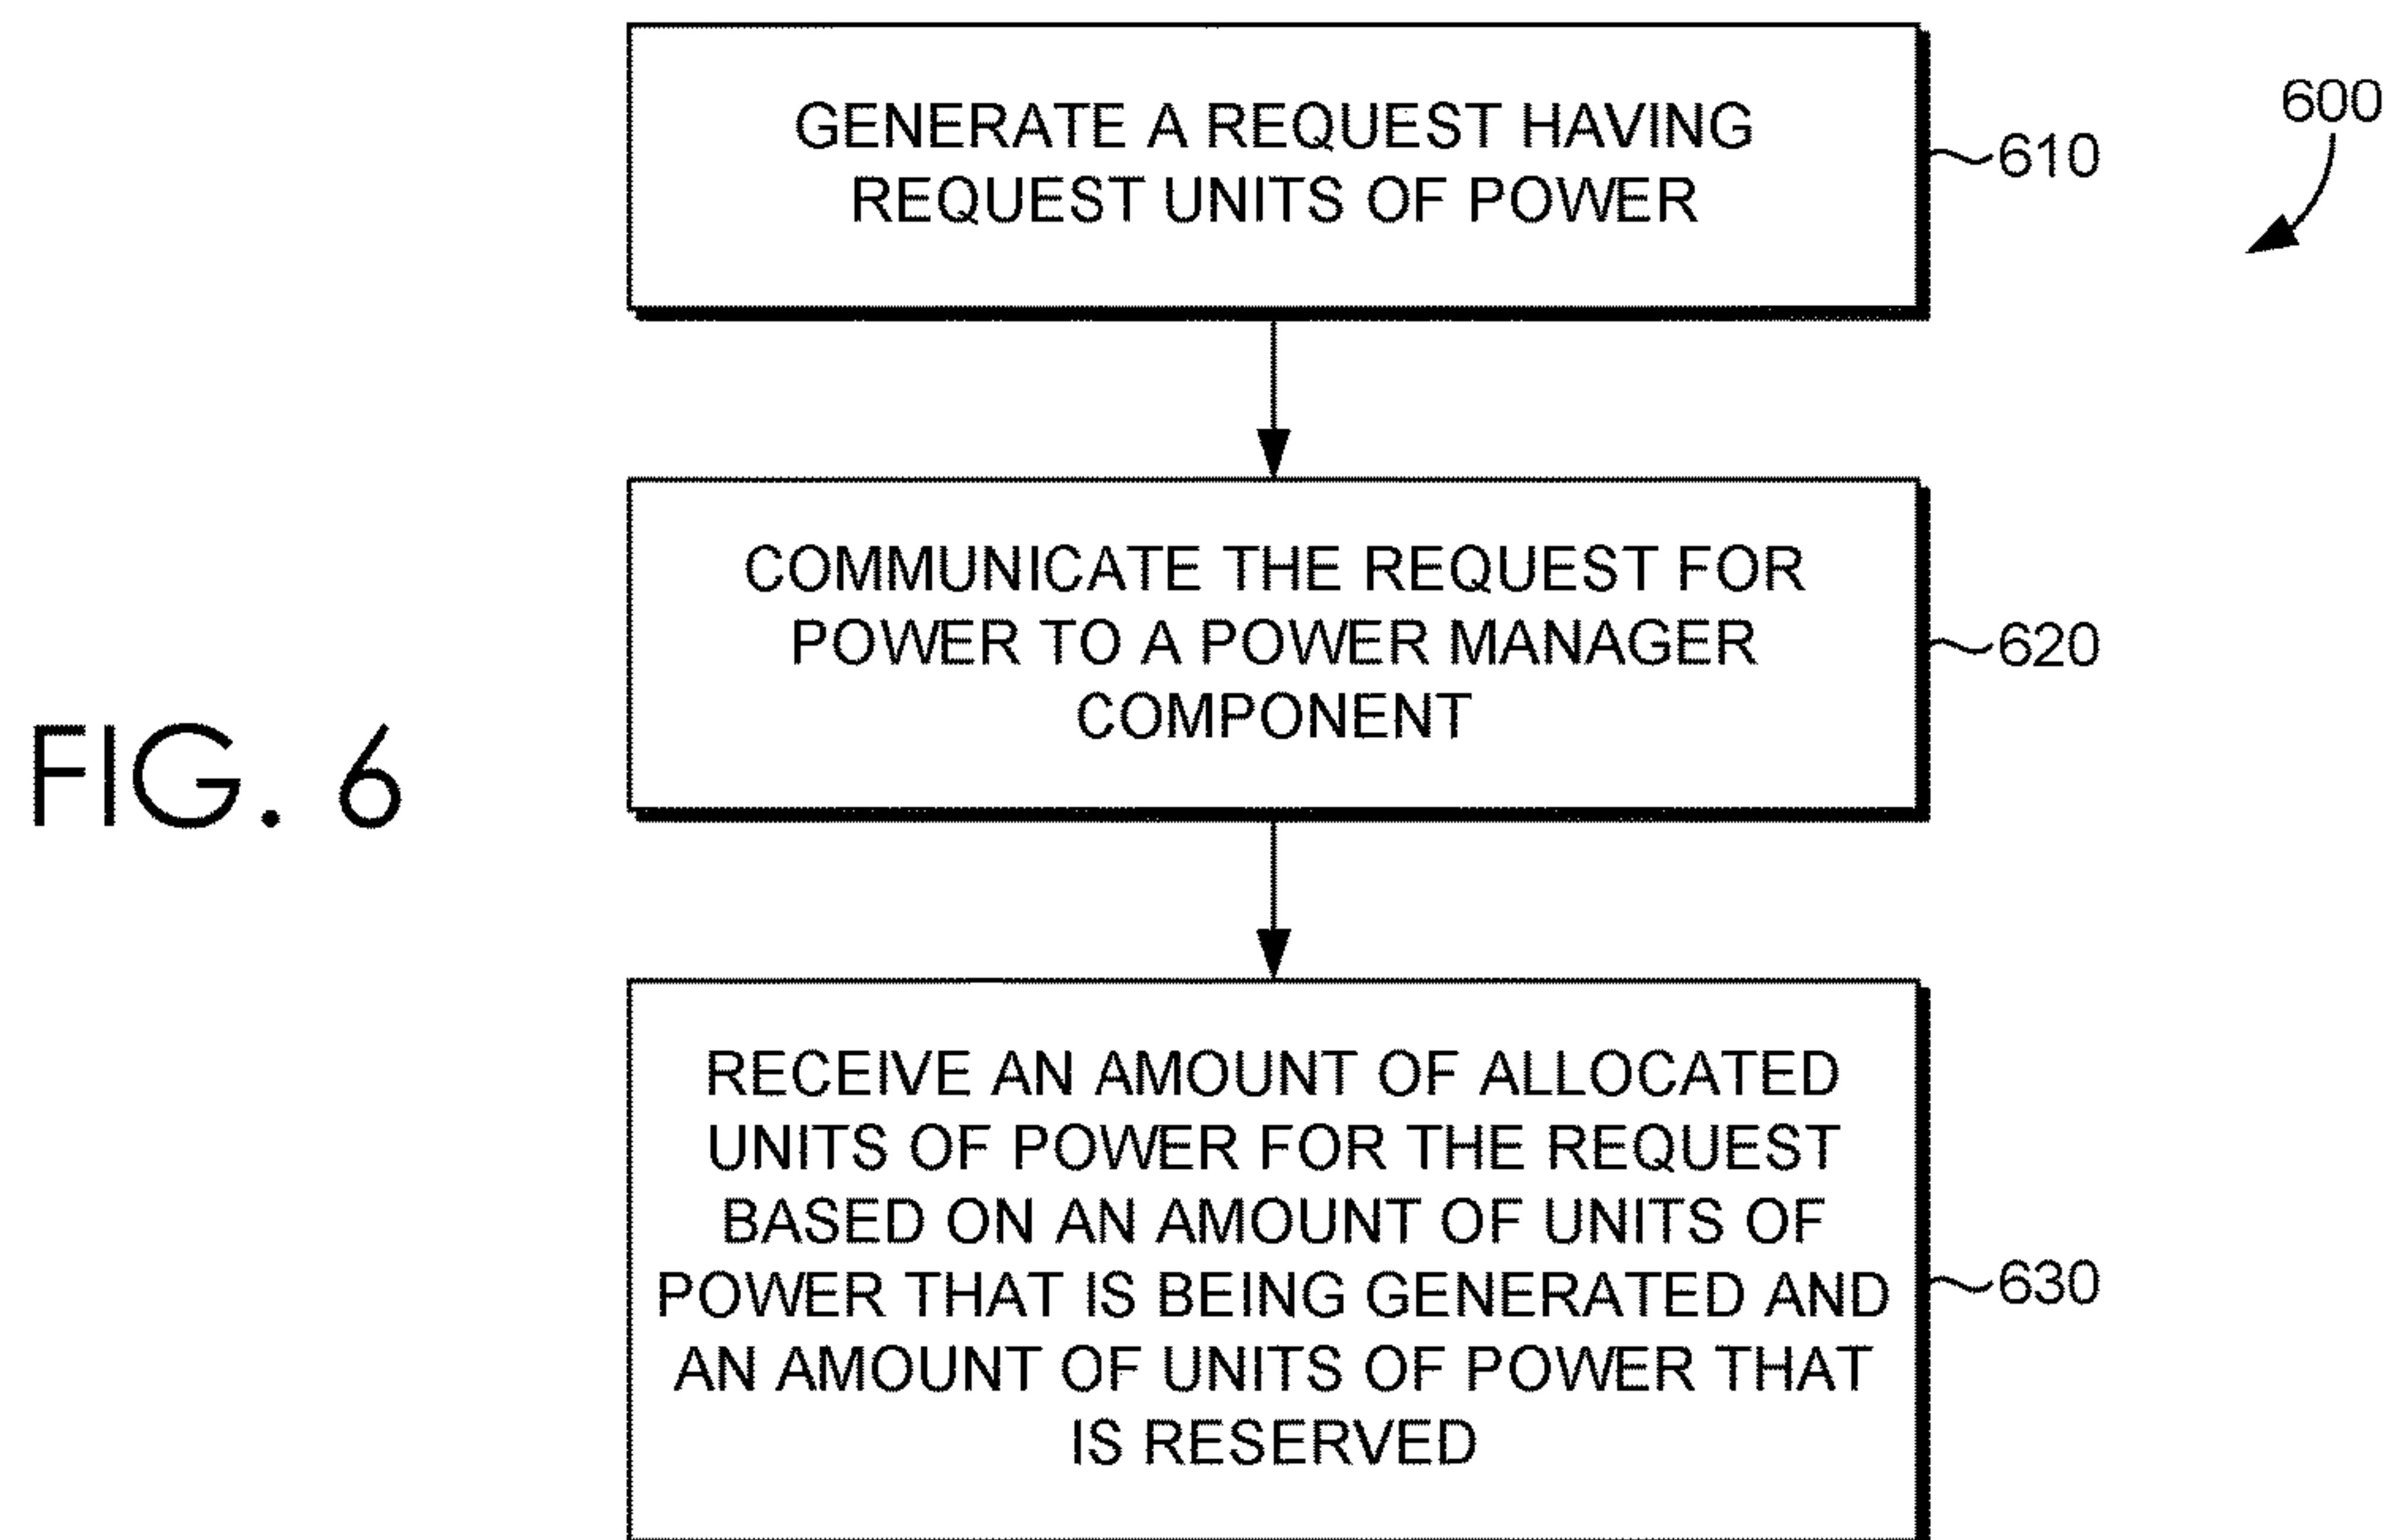 GENERATE A REQUEST HAVING
REQUEST UNITS OF POWER
610
600
COMMUNICATE THE REQUEST FOR
POWER TO A POWER MANAGER
COMPONENT
620
FIG. 6
RECEIVE AN AMOUNT OF ALLOCATED
UNITS OF POWER FOR THE REQUEST
BASED ON AN AMOUNT OF UNITS OF
POWER THAT IS BEING GENERATED AND
AN AMOUNT OF UNITS OF POWER THAT
IS RESERVED
630